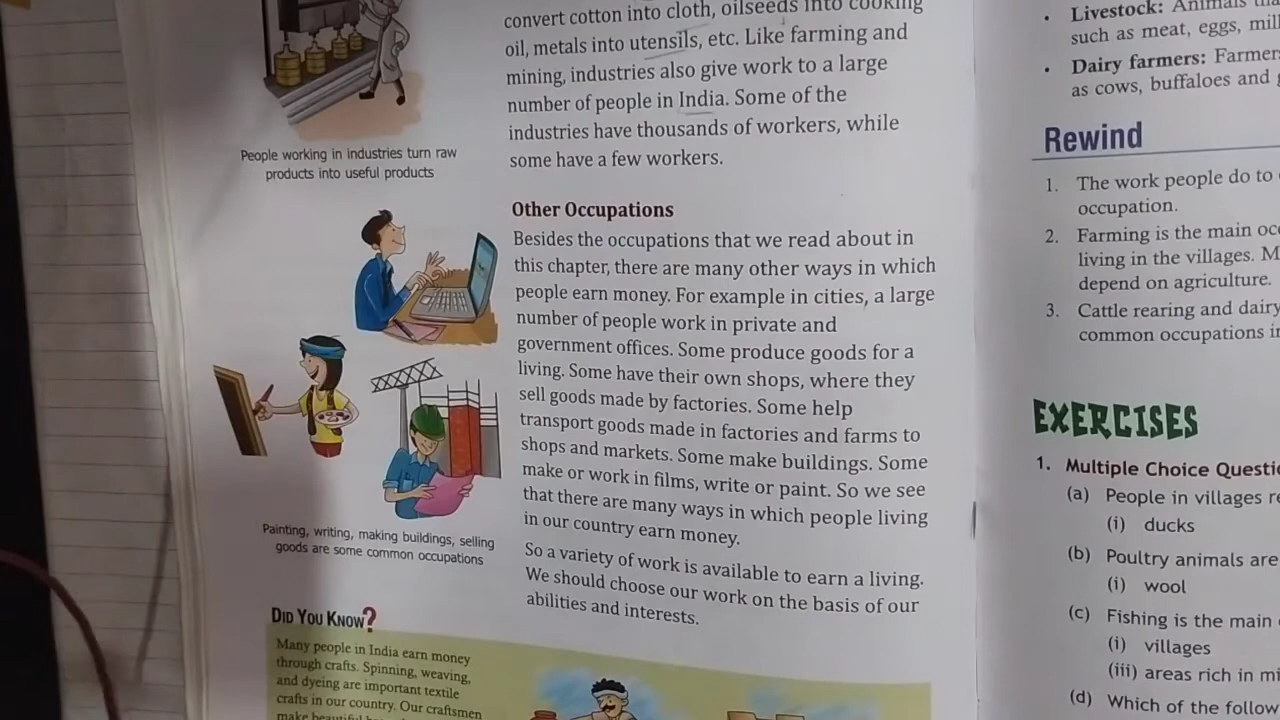 convert cotton into cloth, oilseeds into cooking
oil, metals into utensils, etc. Like farming and
mining, industries also give work to a large
number of people in India. Some of the
industries have thousands of workers, while
some have a few workers.
People working in industries turn raw
products into useful products
Other Occupations
Besides the occupations that we read about in
this chapter, there are many other ways in which
people earn money. For example in cities, a large
number of people work in private and
government offices. Some produce goods for a
living. Some have their own shops, where they
sell goods made by factories. Some help
transport goods made in factories and farms to
shops and markets. Some make buildings. Some
make or work in films, write or paint. So we see
that there are many ways in which people living
in our country earn money.
So a variety of work is available to earn a living.
We should choose our work on the basis of our
abilities and interests.
Painting, writing, making buildings, selling
goods are some common occupations
DID YOU KNOW?
Many people in India earn money
through crafts. Spinning, weaving,
and dyeing are important textile
crafts in our country. Our craftsmen
make
• Livestock: Animals
such as meat, eggs,
• Dairy farmers:
as cows, buffaloes and
Rewind
1. The work people do to
occupation.
2. Farming is the main
living in the villages.
depend on agriculture.
3. Cattle rearing and dairy
common occupations
EXERCISES
1. Multiple Choice
(a) People in villages
(i) ducks
(b) Poultry animals are
(i) wool
(c) Fishing is the main
(i) villages
(iii) areas rich in
(d) Which of the